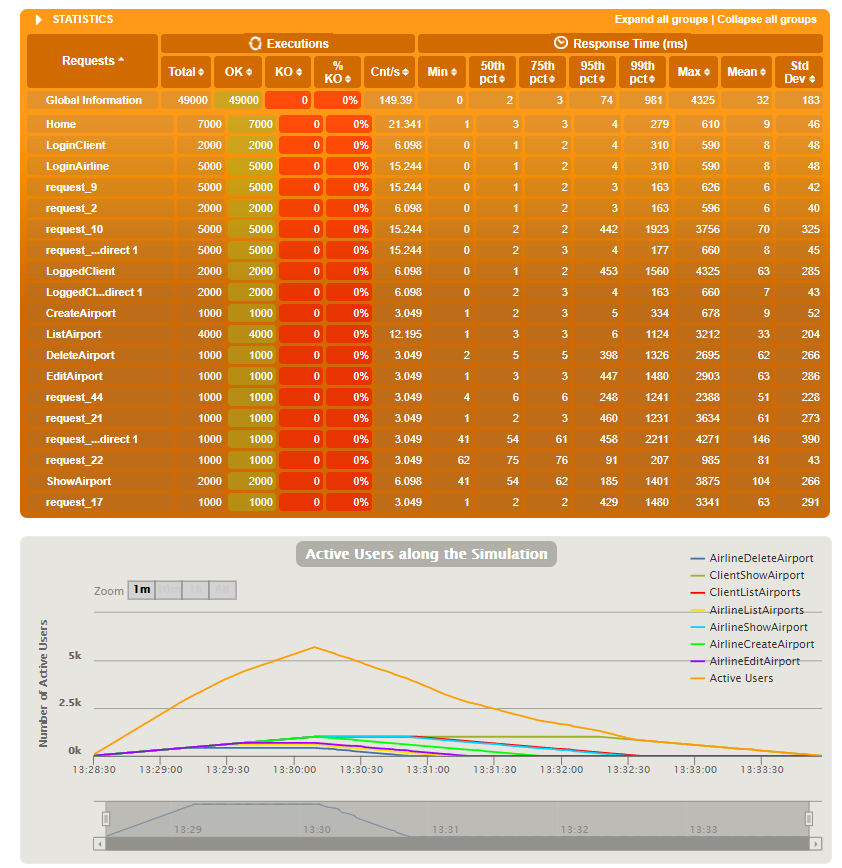 STATISTICS Expand all groups | Collapse all groups
Requests Executions Response Time (ms)
Total OK KO % KO Cnt/s Min 50th pct 75th pct 95th pct 99th pct Max Mean Std Dev
Global Information 49000 49000 0 0% 149.39 0 2 3 74 981 4325 32 183
Home 7000 7000 0 0% 21.341 1 3 3 4 279 610 9 46
LoginClient 2000 2000 0 0% 6.098 0 1 2 4 310 590 8 48
LoginAirline 5000 5000 0 0% 15.244 0 1 2 4 310 590 8 48
request_9 5000 5000 0 0% 15.244 0 1 2 3 163 626 6 42
request_2 2000 2000 0 0% 6.098 0 1 2 3 163 596 6 40
request_10 5000 5000 0 0% 15.244 0 2 2 442 1923 3756 70 325
request_...direct 1 5000 5000 0 0% 15.244 0 2 3 4 177 660 8 45
LoggedClient 2000 2000 0 0% 6.098 0 1 2 453 1560 4325 63 285
LoggedCl...direct 1 2000 2000 0 0% 6.098 0 2 3 4 163 660 7 43
CreateAirport 1000 1000 0 0% 3.049 1 2 3 5 334 678 9 52
ListAirport 4000 4000 0 0% 12.195 1 3 3 6 1124 3212 33 204
DeleteAirport 1000 1000 0 0% 3.049 2 5 5 398 1326 2695 62 266
EditAirport 1000 1000 0 0% 3.049 1 3 3 447 1480 2903 63 286
request_44 1000 1000 0 0% 3.049 4 6 6 248 1241 2388 51 228
request_21 1000 1000 0 0% 3.049 1 2 3 460 1231 3634 61 273
request_...direct 1 1000 1000 0 0% 3.049 41 54 61 458 2211 4271 146 390
request_22 1000 1000 0 0% 3.049 62 75 76 91 207 985 81 43
ShowAirport 2000 2000 0 0% 6.098 41 54 62 185 1401 3875 104 266
request_17 1000 1000 0 0% 3.049 1 2 2 429 1480 3341 63 291
Active Users along the Simulation
AirlineDeleteAirport
ClientShowAirport
ClientListAirports
AirlineListAirports
AirlineShowAirport
AirlineCreateAirport
AirlineEditAirport
Active Users
Zoom 1m
Number of Active Users
5k
2.5k
0k
13:28:30 13:29:00 13:29:30 13:30:00 13:30:30 13:31:00 13:31:30 13:32:00 13:32:30 13:33:00 13:33:30
13:29 13:30 13:31 13:32 13:33